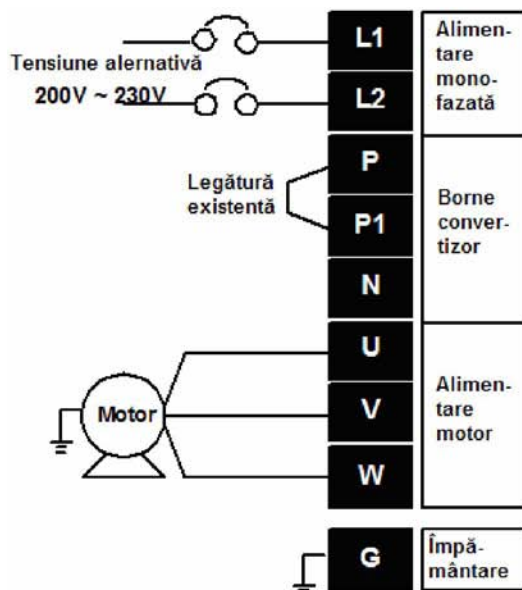 L1
Alimen-
tare
mono-
fazată
Tensiune alernativă
200V ~ 230V
L2
P
Legătură
existentă
P1
Borne
conver-
tizor
N
U
Motor
V
Alimen-
tare
motor
W
G
Împă-
mântare